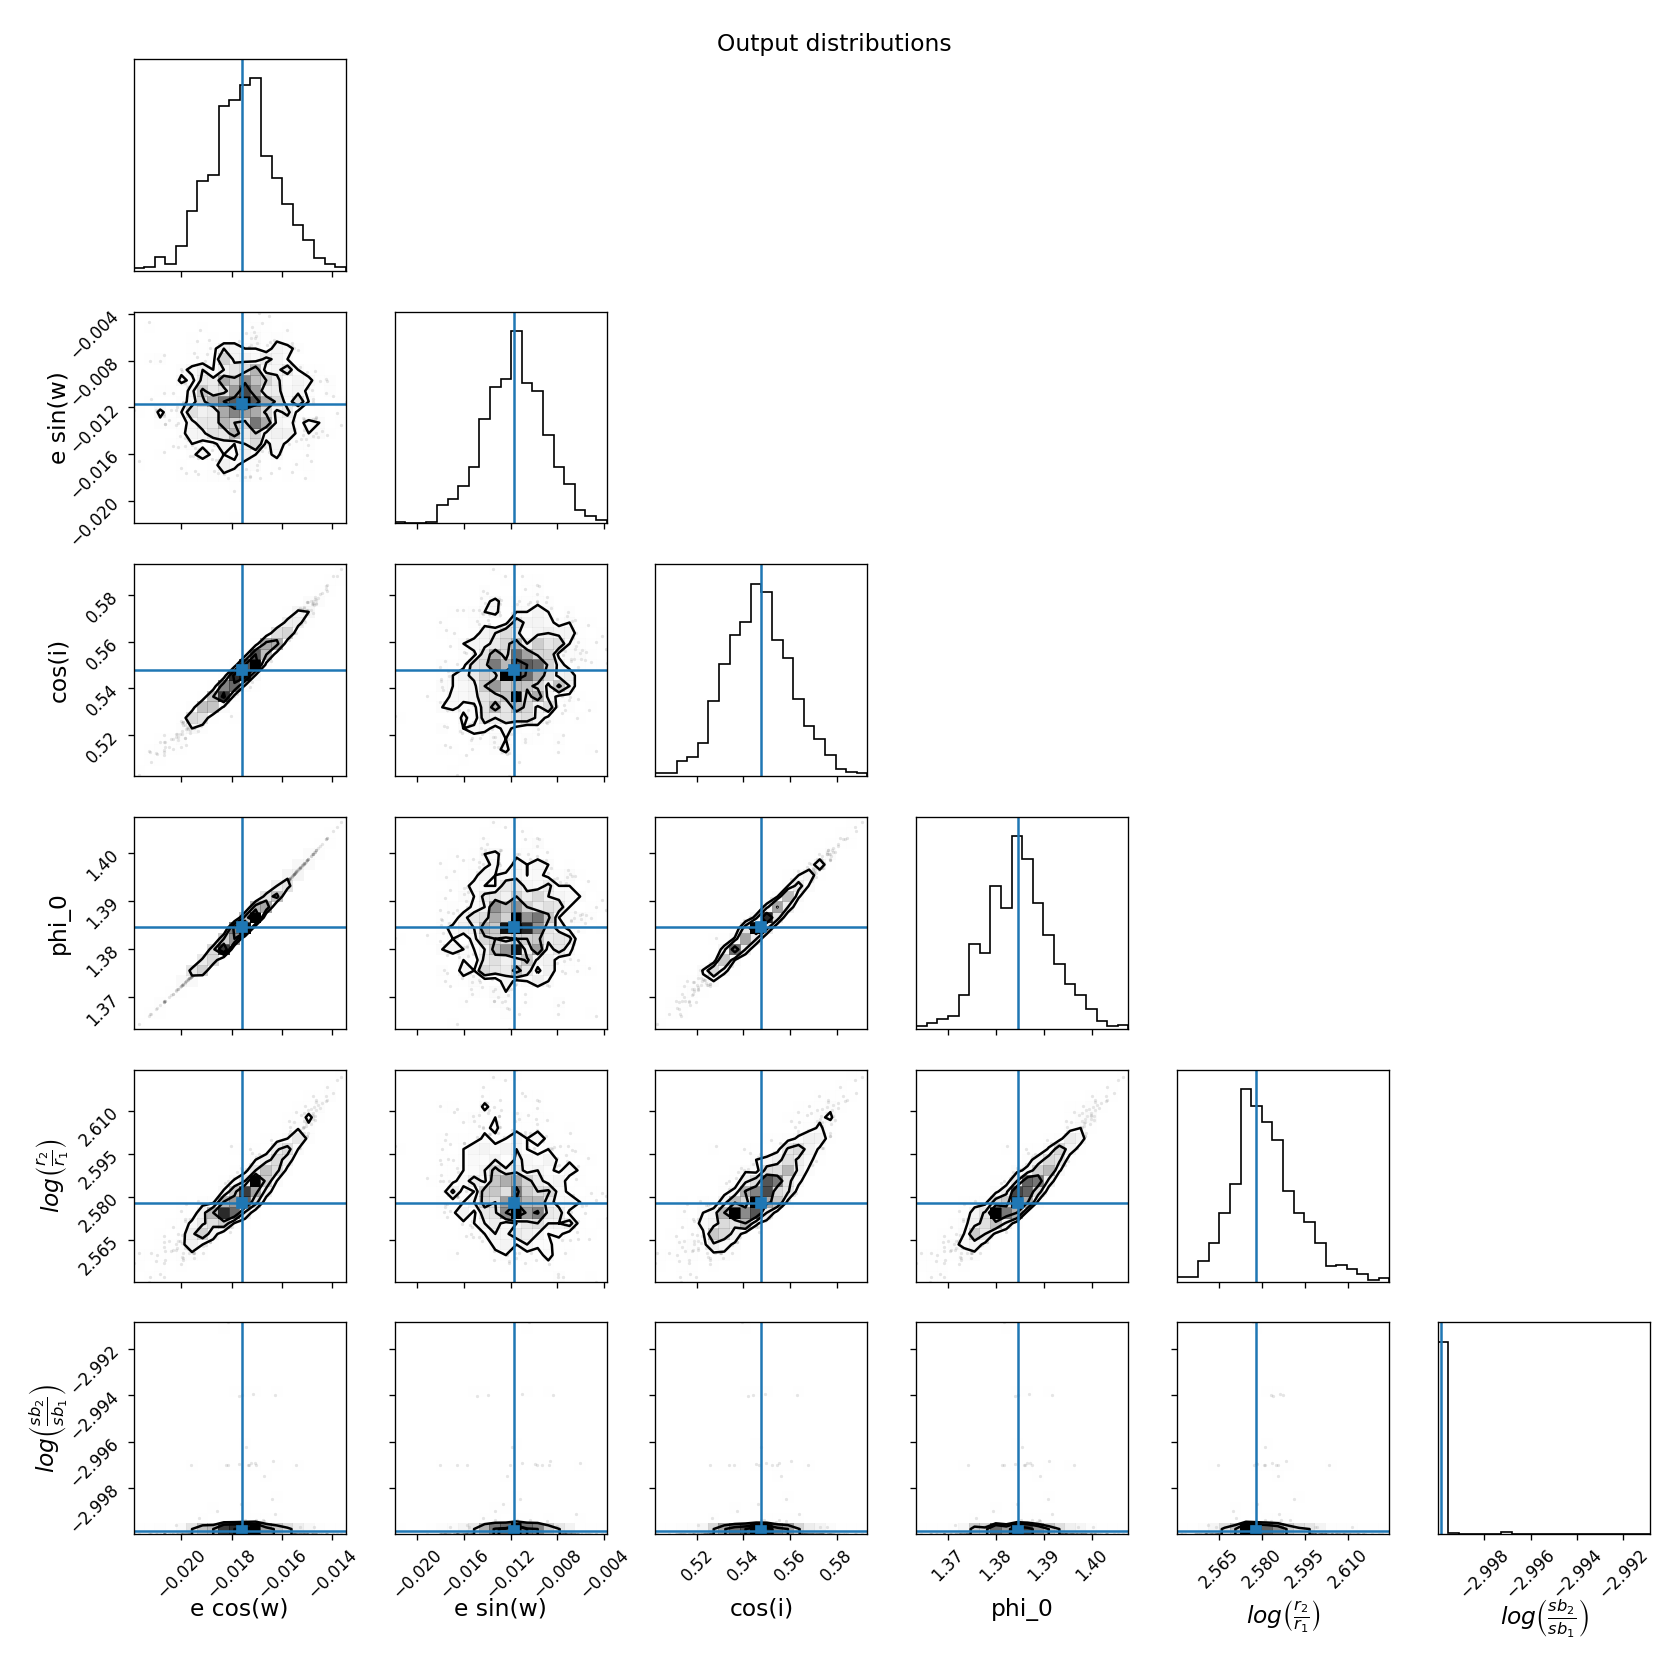 Output distributions
e sin(w)
−0.004
−0.008
−0.012
−0.016
−0.020
cos(i)
0.58
0.56
0.54
0.52
phi_0
1.40
1.39
1.38
1.37
log(r2/r1)
2.610
2.595
2.580
2.565
log(sb2/sb1)
−2.992
−2.994
−2.996
−2.998
−0.020 −0.018 −0.016 −0.014
e cos(w)
−0.020 −0.016 −0.012 −0.008 −0.004
e sin(w)
0.52 0.54 0.56 0.58
cos(i)
1.37 1.38 1.39 1.40
phi_0
2.565 2.580 2.595 2.610
log(r2/r1)
−2.998 −2.996 −2.994 −2.992
log(sb2/sb1)